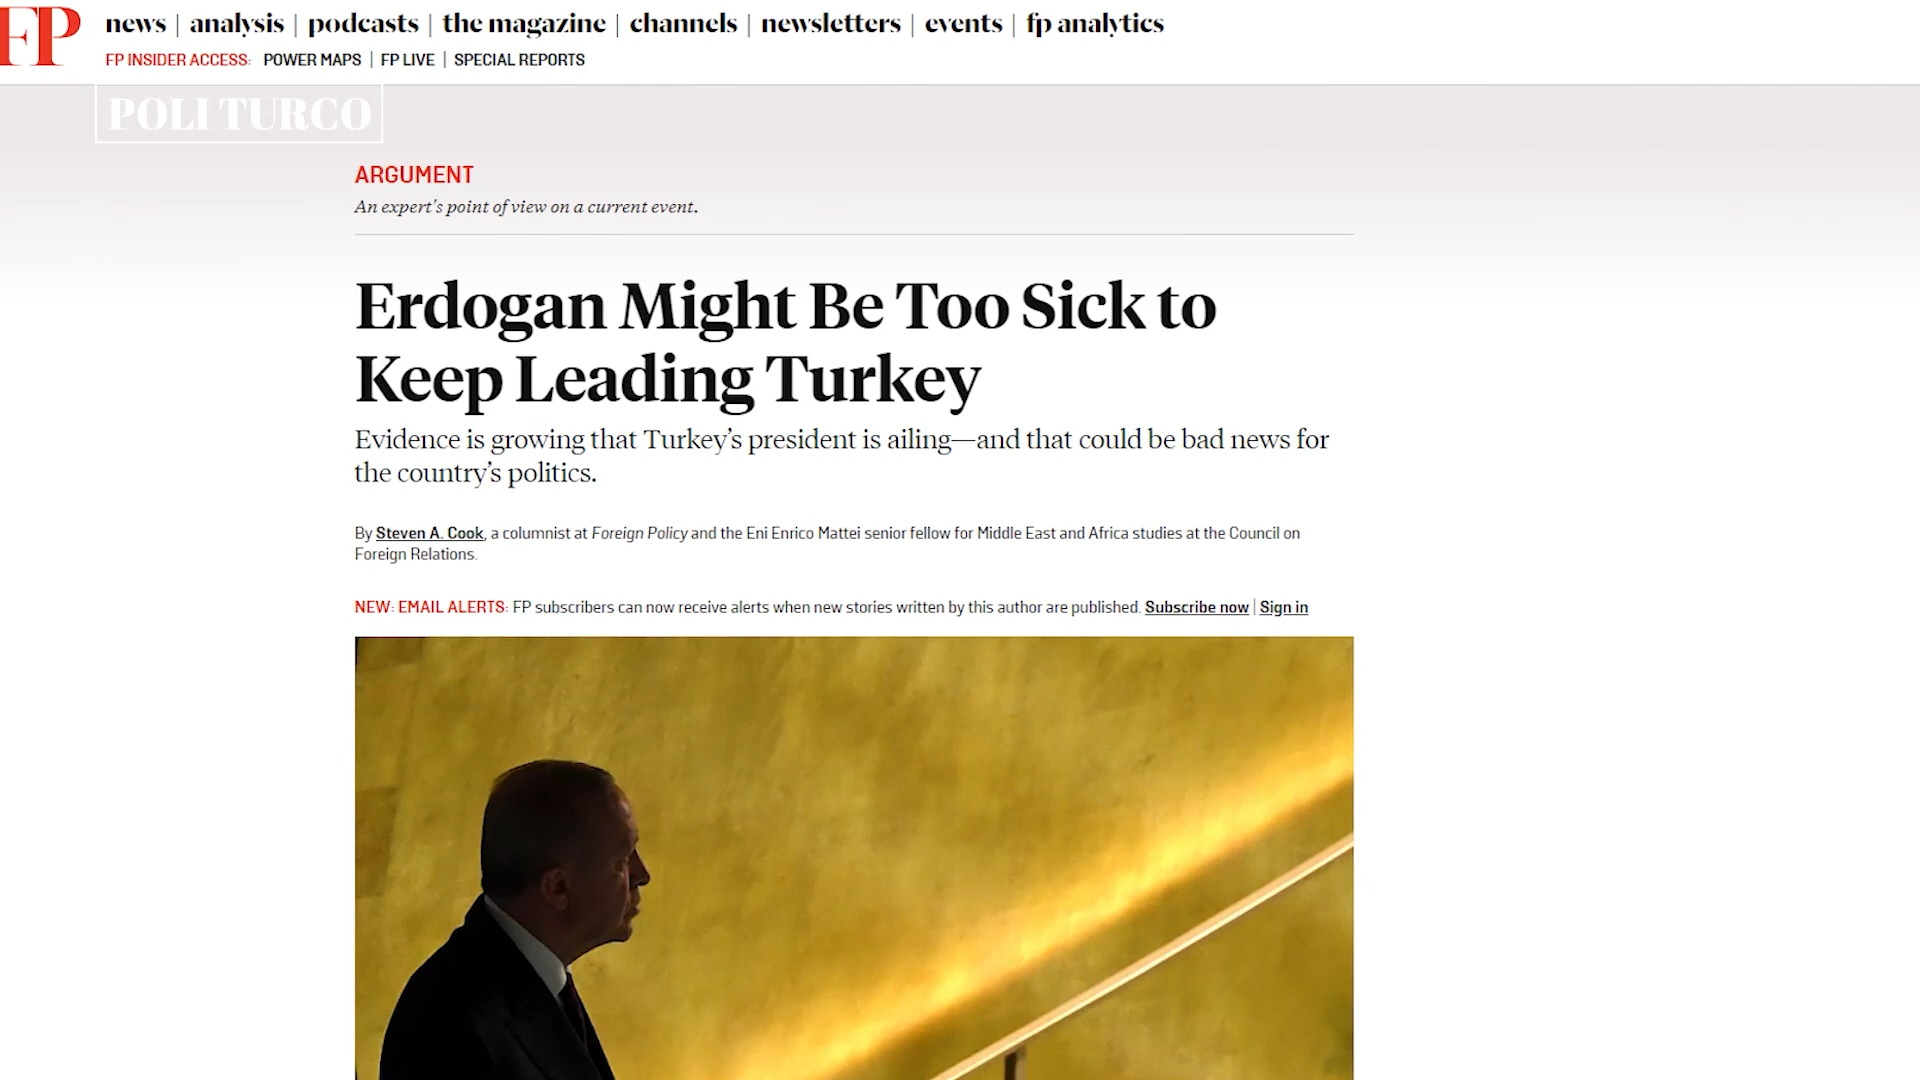 FP
news | analysis | podcasts | the magazine | channels | newsletters | events | fp analytics
FP INSIDER ACCESS: POWER MAPS | FP LIVE | SPECIAL REPORTS
POLITURCO
ARGUMENT
An expert's point of view on a current event.
Erdogan Might Be Too Sick to
Keep Leading Turkey
Evidence is growing that Turkey’s president is ailing—and that could be bad news for
the country’s politics.
By Steven A. Cook, a columnist at Foreign Policy and the Eni Enrico Mattei senior fellow for Middle East and Africa studies at the Council on
Foreign Relations.
NEW: EMAIL ALERTS: FP subscribers can now receive alerts when new stories written by this author are published. Subscribe now | Sign in